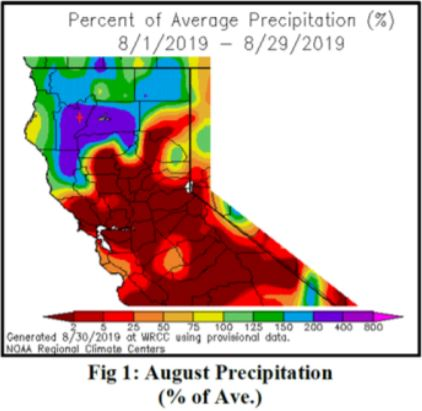 Percent of Average Precipitation (%)
8/1/2019 – 8/29/2019
2 5 25 50 75 100 125 150 200 400 800
Generated 8/30/2019 at WRCC using provisional data.
NOAA Regional Climate Centers
Fig 1: August Precipitation
(% of Ave.)